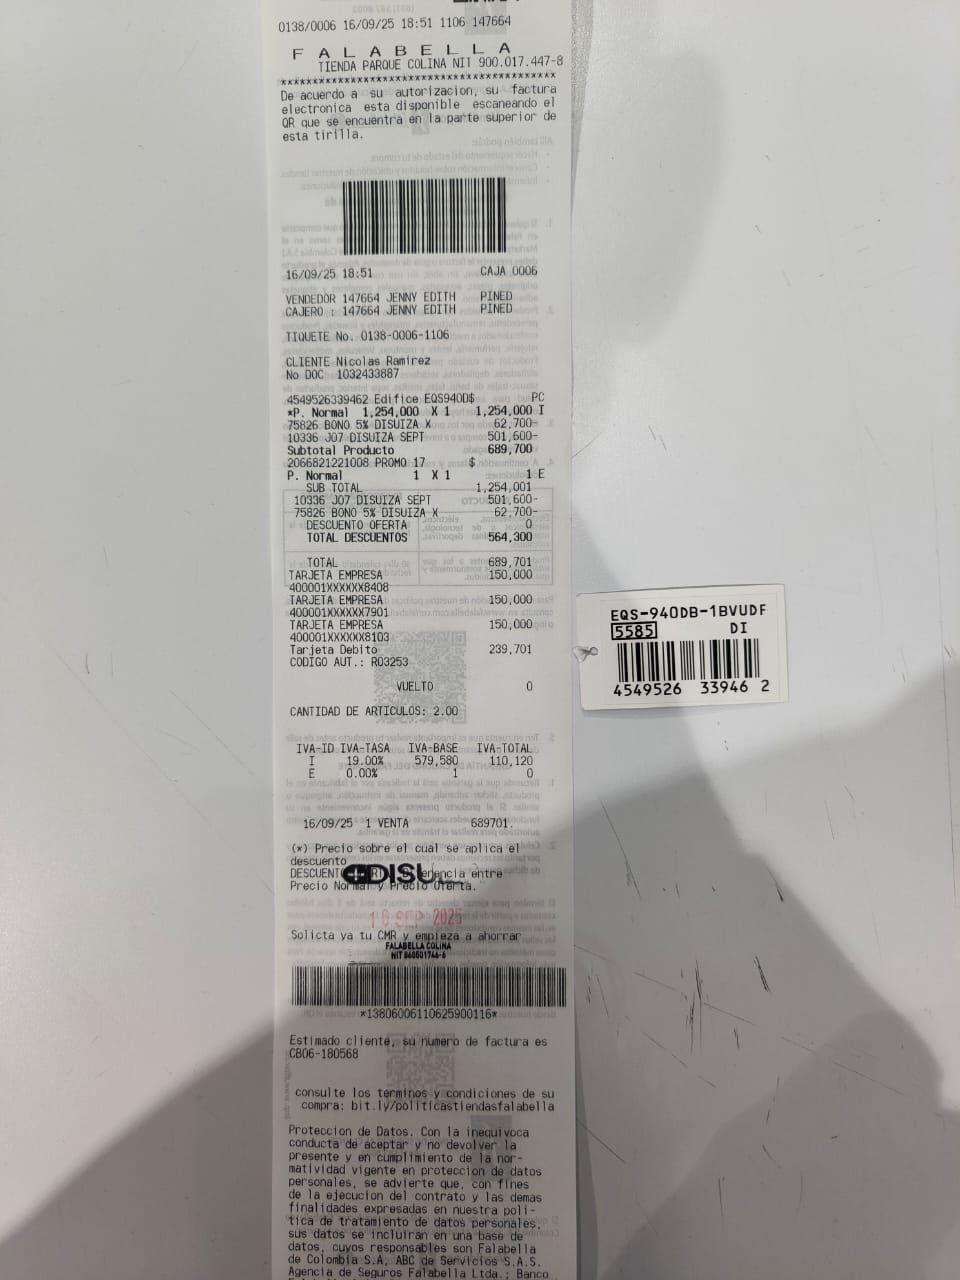 0138/0006 16/09/25 18:51 1106 147664
F A L A B E L L A
TIENDA PARQUE COLINA NIT 900.017.447-8
*******************************************
De acuerdo a su autorizacion, su factura
electronica esta disponible escaneando el
QR que se encuentra en la parte superior de
esta tirilla.
16/09/25 18:51 CAJA 0006
VENDEDOR 147664 JENNY EDITH PINED
CAJERO : 147664 JENNY EDITH PINED
TIQUETE No. 0138-0006-1106
CLIENTE Nicolas Ramirez
No DOC 1032433887
4549526339462 Edifice EQS940D$ PC
*P. Normal 1,254,000 X 1 1,254,000 I
75826 BONO 5% DISUIZA X 62,700-
10336 J07 DISUIZA SEPT 501,600-
Subtotal Producto 689,700
2066821221008 PROMO 17 $
P. Normal 1 X 1 1 E
SUB TOTAL 1,254,001
10336 J07 DISUIZA SEPT 501,600-
75826 BONO 5% DISUIZA X 62,700-
DESCUENTO OFERTA 0
TOTAL DESCUENTOS 564,300
TOTAL 689,701
TARJETA EMPRESA 150,000
400001XXXXXX8408
TARJETA EMPRESA 150,000
400001XXXXXX7901
TARJETA EMPRESA 150,000
400001XXXXXX8103
Tarjeta Debito 239,701
CODIGO AUT.: R03253
VUELTO 0
CANTIDAD DE ARTICULOS: 2.00
IVA-ID IVA-TASA IVA-BASE IVA-TOTAL
I 19.00% 579,580 110,120
E 0.00% 1 0
16/09/25 1 VENTA 689701.
(*) Precio sobre el cual se aplica el
descuento
DESCUENT erencia entre
Precio Normal y Precio Oferta.
16 SEP 2025
Solicta ya tu CMR y empieza a ahorrar
FALABELLA COLINA
*13806006110625900116*
Estimado cliente, su numero de factura es
CB06-180568
consulte los terminos y condiciones de su
compra: bit.ly/politicastiendasfalabella
Proteccion de Datos. Con la inequivoca
conducta de aceptar y no devolver la
presente y en cumplimiento de la nor-
matividad vigente en proteccion de datos
personales, se advierte que, con fines
de la ejecucion del contrato y las demas
finalidades expresadas en nuestra poli-
tica de tratamiento de datos personales,
sus datos se incluiran en una base de
datos, cuyos responsables son Falabella
de Colombia S.A, ABC de Servicios S.A.S.
Agencia de Seguros Falabella Ltda.; Banco
EQS-940DB-1BVUDF
5585 DI
4549526 33946 2